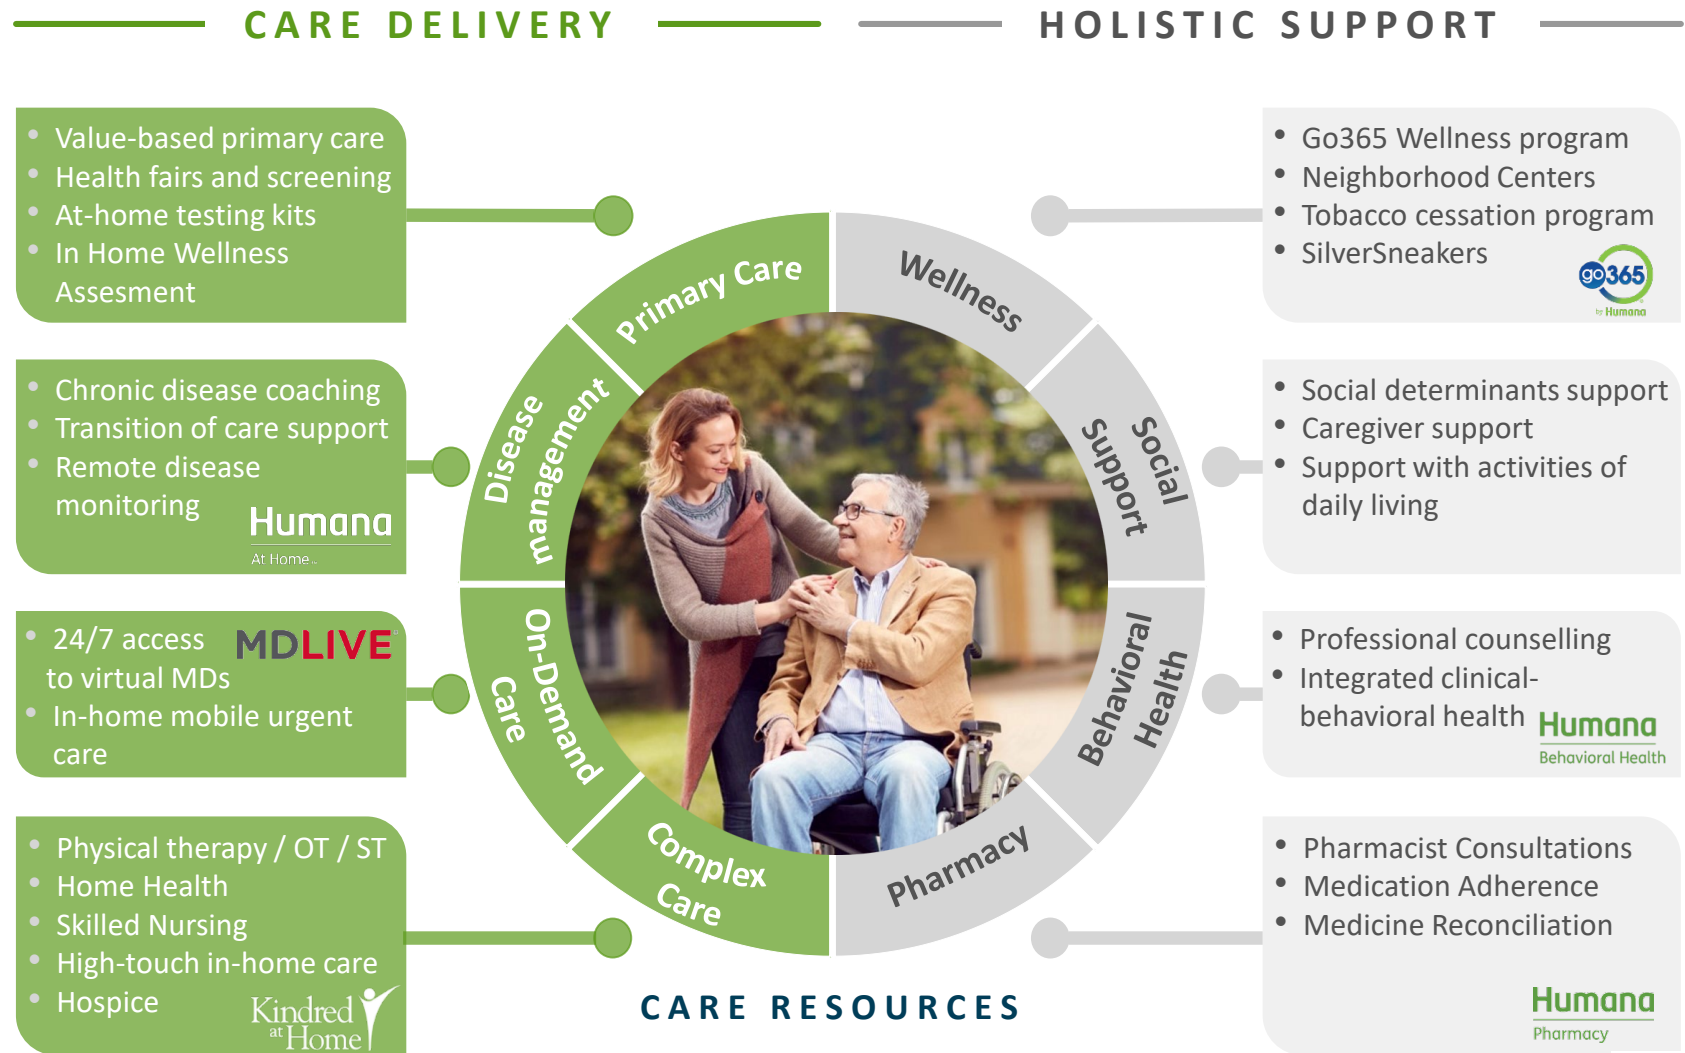 CARE DELIVERY
HOLISTIC SUPPORT
• Value-based primary care
• Health fairs and screening
• At-home testing kits
• In Home Wellness
Assesment
• Chronic disease coaching
• Transition of care support
• Remote disease
monitoring
Humana
At Home
• 24/7 access
to virtual MDs
MDLIVE
• In-home mobile urgent
care
• Physical therapy / OT / ST
• Home Health
• Skilled Nursing
• High-touch in-home care
• Hospice
Kindred
at Home
Primary Care
Disease
management
On-Demand
Care
Complex
Care
Wellness
Social
Support
Behavioral
Health
Pharmacy
CARE RESOURCES
• Go365 Wellness program
• Neighborhood Centers
• Tobacco cessation program
• SilverSneakers
go365
by Humana
• Social determinants support
• Caregiver support
• Support with activities of
daily living
• Professional counselling
• Integrated clinical-
behavioral health
Humana
Behavioral Health
• Pharmacist Consultations
• Medication Adherence
• Medicine Reconciliation
Humana
Pharmacy